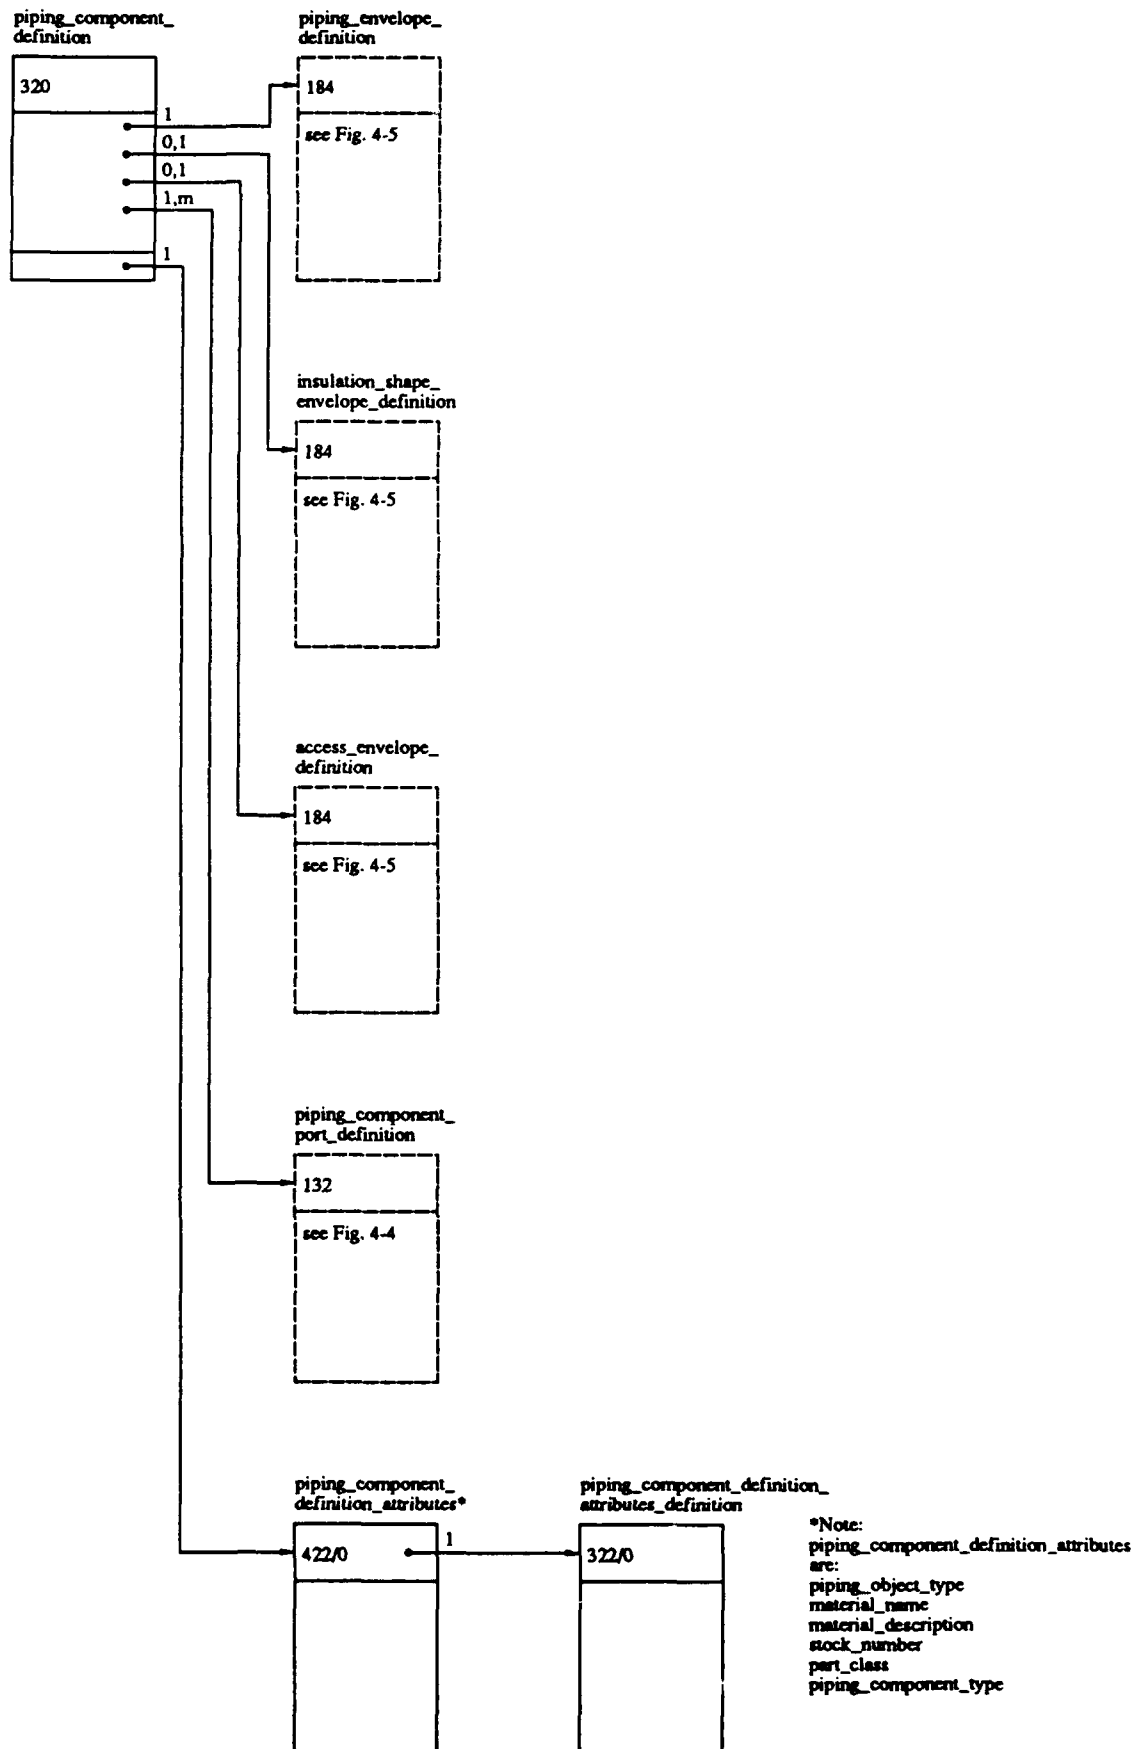 piping_component_
definition
320
1
0,1
0,1
1,m
1
piping_envelope_
definition
184
see Fig. 4-5
insulation_shape_
envelope_definition
184
see Fig. 4-5
access_envelope_
definition
184
see Fig. 4-5
piping_component_
port_definition
132
see Fig. 4-4
piping_component_
definition_attributes*
422/0
1
piping_component_definition_
attributes_definition
322/0
*Note:
piping_component_definition_attributes
are:
piping_object_type
material_name
material_description
stock_number
part_class
piping_component_type